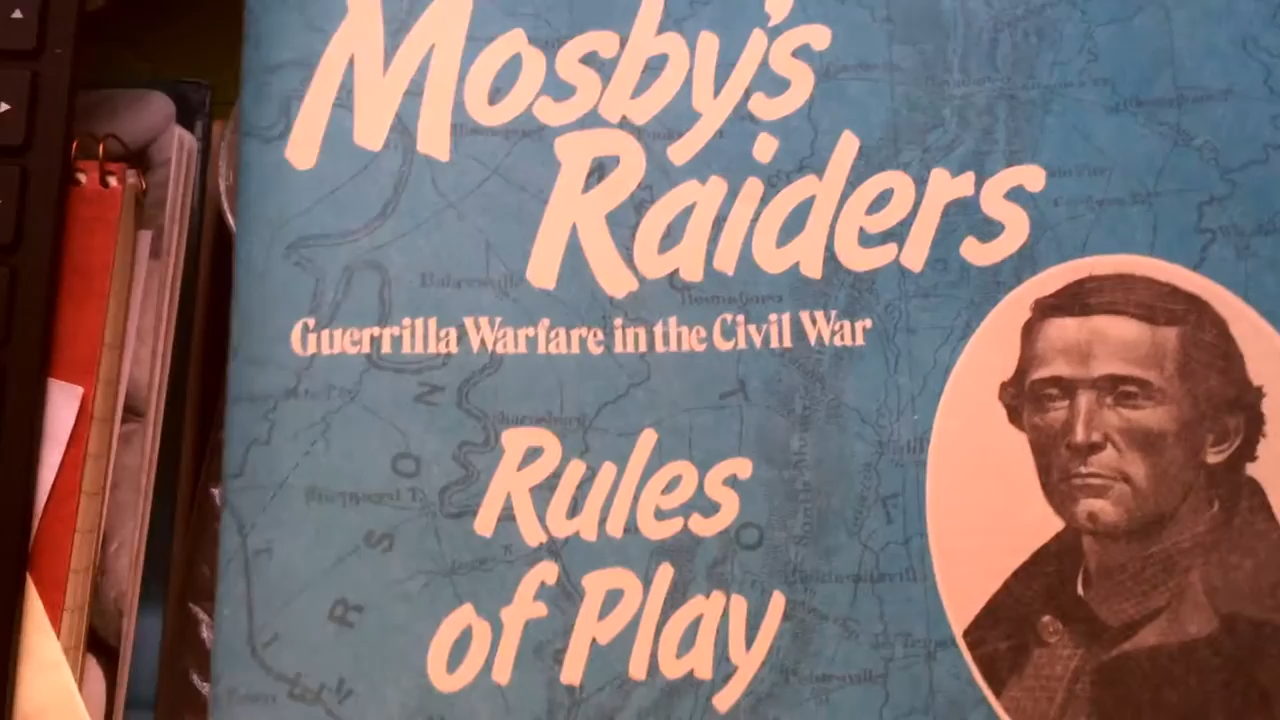 Mosby's
Raiders
Guerrilla Warfare in the Civil War
Rules
of Play